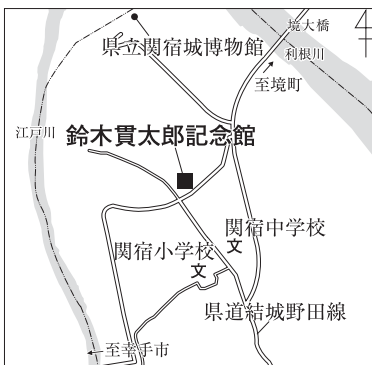 境大橋
県立関宿城博物館
利根川
至境町
江戸川
鈴木貫太郎記念館
関宿中学校
文
関宿小学校
文
県道結城野田線
至幸手市